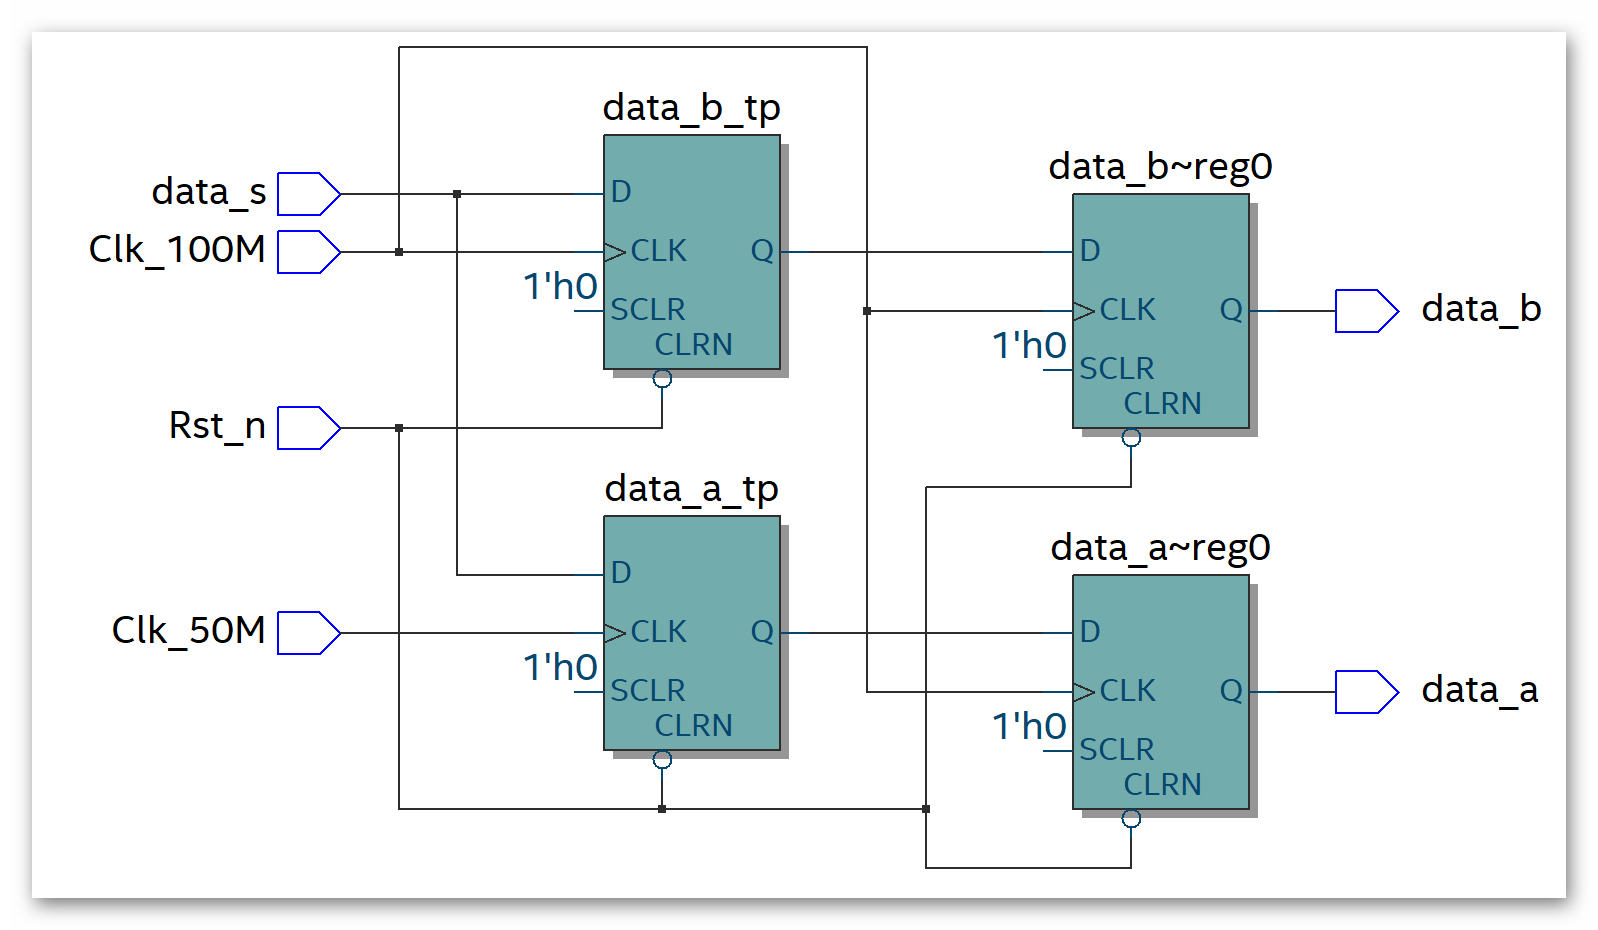 data_b_tp
data_s
D
Clk_100M
CLK
Q
1'h0
SCLR
CLRN
data_b~reg0
D
CLK
Q
data_b
1'h0
SCLR
CLRN
Rst_n
data_a_tp
D
Clk_50M
CLK
Q
1'h0
SCLR
CLRN
data_a~reg0
D
CLK
Q
data_a
1'h0
SCLR
CLRN